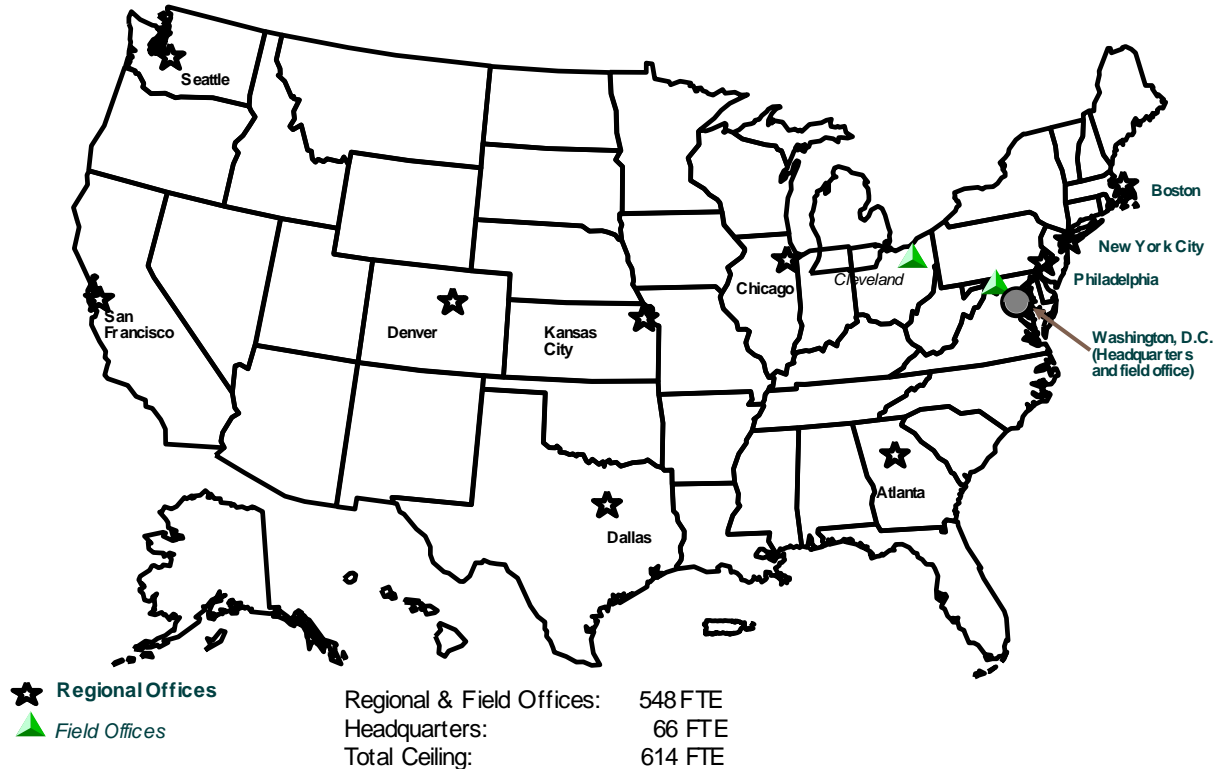 Seattle
Boston
New York City
Cleveland
Chicago
Philadelphia
San
Francisco
Denver
Kansas
City
Washington, D.C.
(Headquarters
and field office)
Atlanta
Dallas
Regional Offices
Field Offices
Regional & Field Offices: 548 FTE
Headquarters: 66 FTE
Total Ceiling: 614 FTE